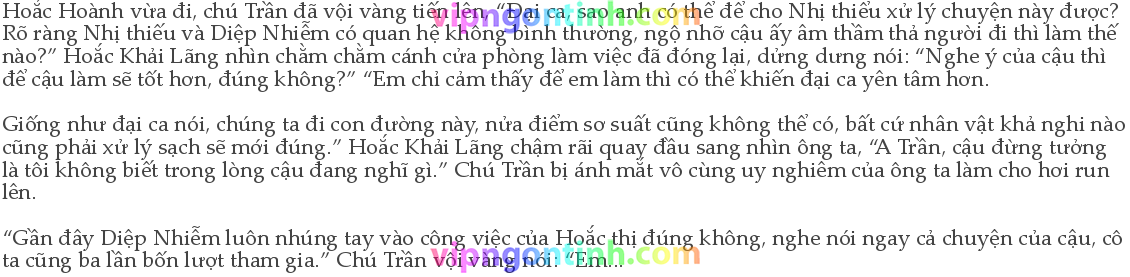 Hoắc Hoành vừa đi, chú Trần đã vội vàng tiến lên, “Đại ca, sao anh có thể để cho Nhị thiểu xử lý chuyện này được?
Rõ ràng Nhị thiếu và Diệp Nhiễm có quan hệ không bình thường, ngộ nhỡ cậu ấy âm thầm thả người đi thì làm thế
nào?” Hoắc Khải Lãng nhìn chằm chằm cánh cửa phòng làm việc đã đóng lại, dửng dưng nói: “Nghe ý của cậu thì
để cậu làm sẽ tốt hơn, đúng không?” “Em chỉ cảm thấy để em làm thì có thể khiến đại ca yên tâm hơn.
Giống như đại ca nói, chúng ta đi con đường này, nửa điểm sơ suất cũng không thể có, bất cứ nhân vật khả nghi nào
cũng phải xử lý sạch sẽ mới đúng.” Hoắc Khải Lãng chậm rãi quay đầu sang nhìn ông ta, “A Trần, cậu đừng tưởng
là tôi không biết trong lòng cậu đang nghĩ gì.” Chú Trần bị ánh mắt vô cùng uy nghiêm của ông ta làm cho hơi run
lên.
“Gần đây Diệp Nhiễm luôn nhúng tay vào công việc của Hoắc thị đúng không, nghe nói ngay cả chuyện của cậu, cô
ta cũng ba lần bốn lượt tham gia.” Chú Trần vội vàng nói: “Em...
vipngontinh.com
vipngontinh.com